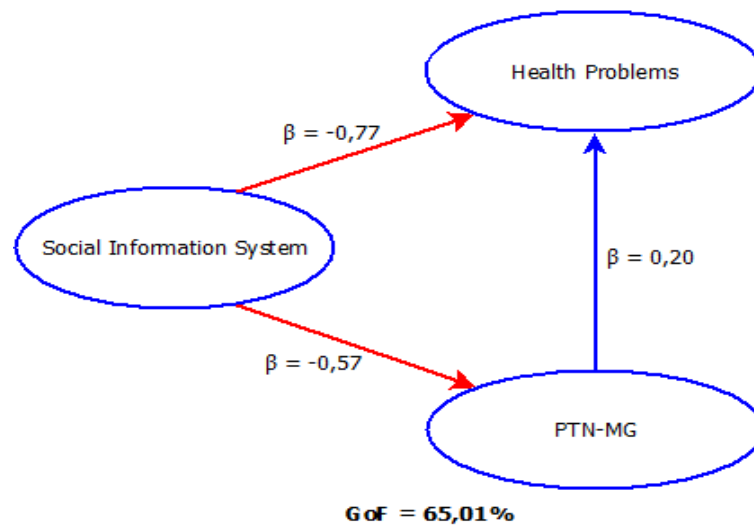 Health Problems
β = -0,77
Social Information System
β = 0,20
β = -0,57
PTN-MG
GoF = 65,01%